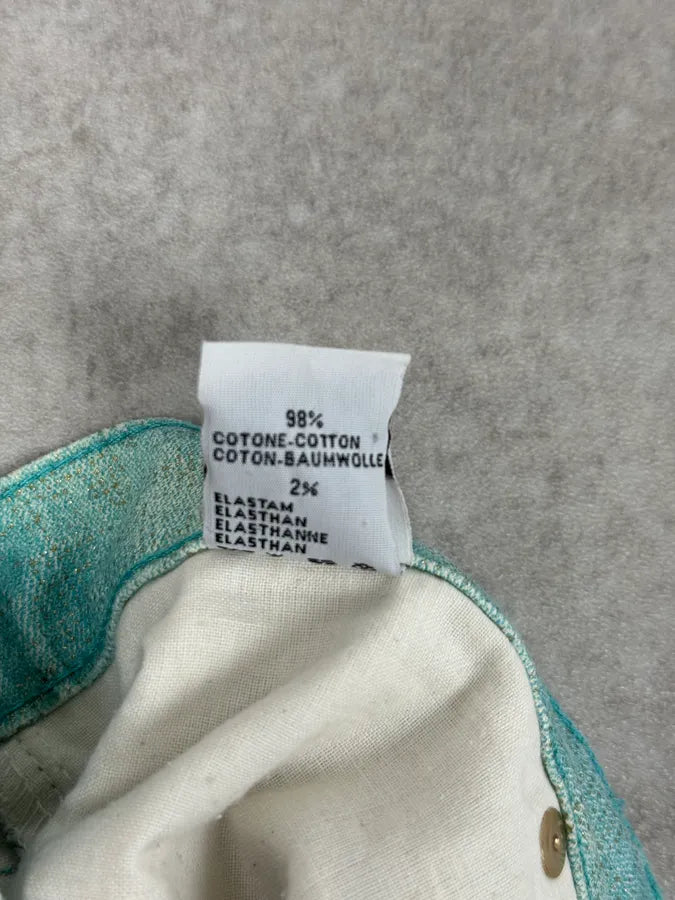 98%
COTONE-COTTON
COTON-BAUMWOLLE
2%
ELASTAM
ELASTHAN
ELASTHANNE
ELASTHAN